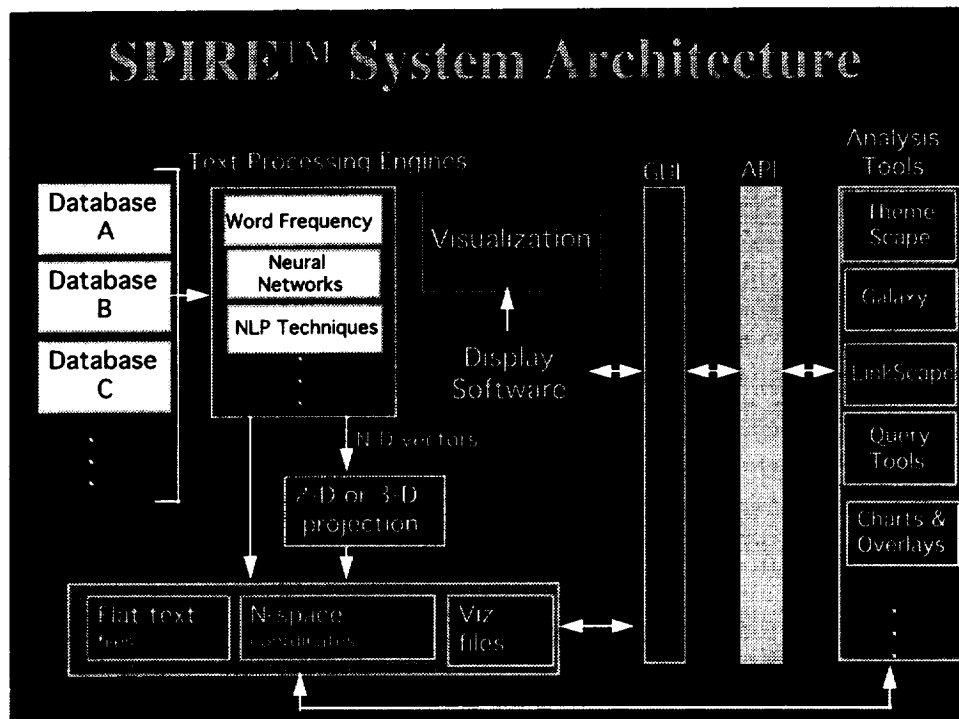 SPIRE™ System Architecture
Text Processing Engines
GUI
API
Analysis
Tools
Database
A
Database
B
Database
C
Word Frequency
Neural
Networks
NLP Techniques
Visualization
Display
Software
Theme
Scape
Galaxy
LinkScape
Query
Tools
Charts &
Overlays
N-D vectors
2-D or 3-D
projection
Flat text
files
N-space
coordinates
Viz
files